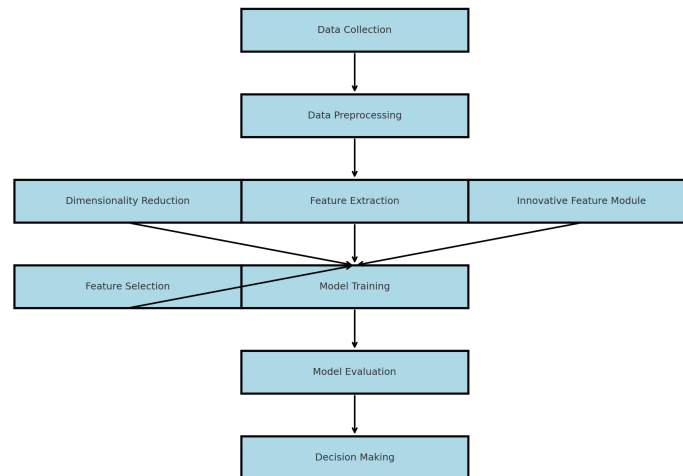 Data Collection
Data Preprocessing
Dimensionality Reduction
Feature Extraction
Innovative Feature Module
Feature Selection
Model Training
Model Evaluation
Decision Making